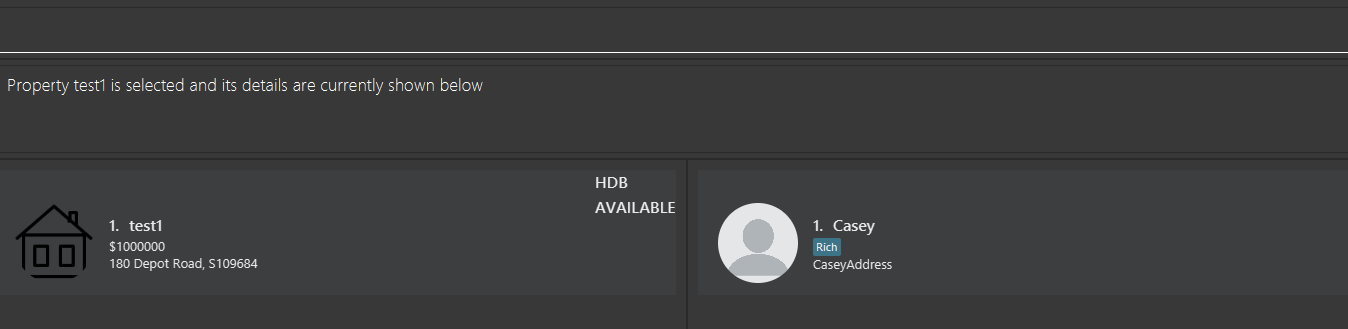 Property test1 is selected and its details are currently shown below
HDB
AVAILABLE
1. test1
$1000000
180 Depot Road, S109684
1. Casey
Rich
CaseyAddress